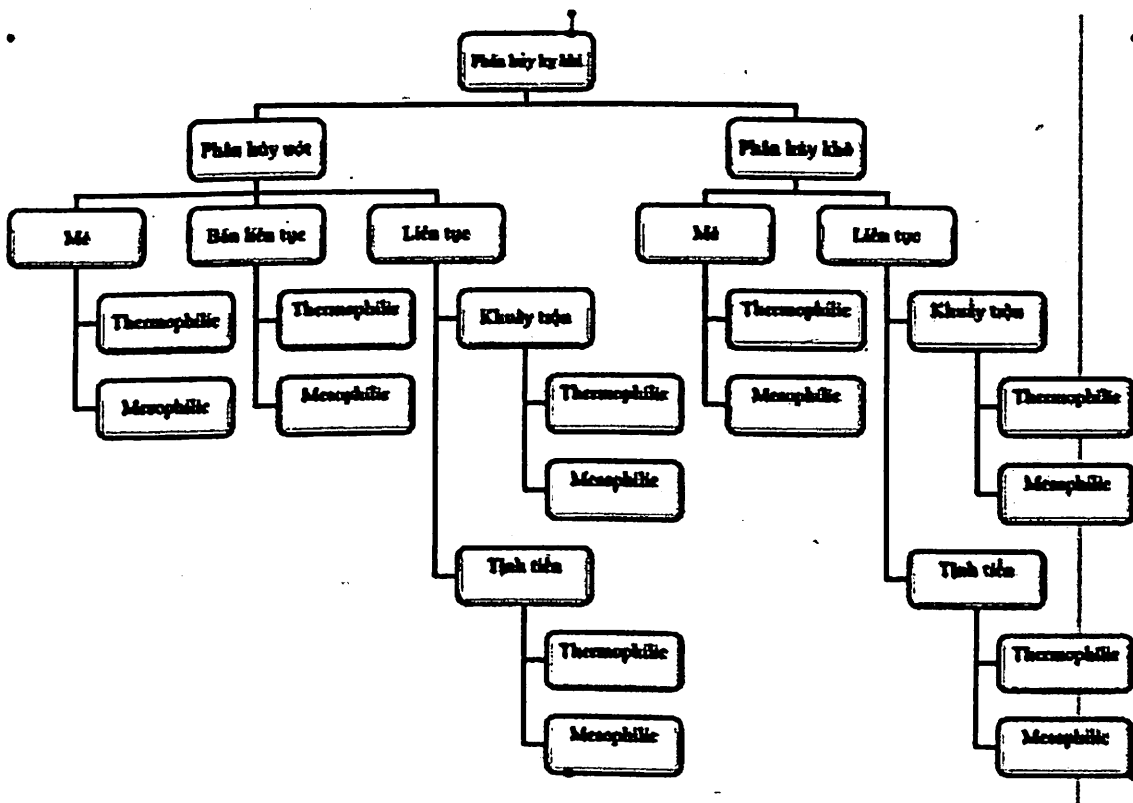 Phân hủy kỵ khí
Phân hủy ướt
Phân hủy khô
Mẻ
Bán liên tục
Liên tục
Mẻ
Liên tục
Thermophilic
Mesophilic
Thermophilic
Mesophilic
Khuấy trộn
Thermophilic
Mesophilic
Tịnh tiến
Thermophilic
Mesophilic
Thermophilic
Mesophilic
Khuấy trộn
Thermophilic
Mesophilic
Tịnh tiến
Thermophilic
Mesophilic